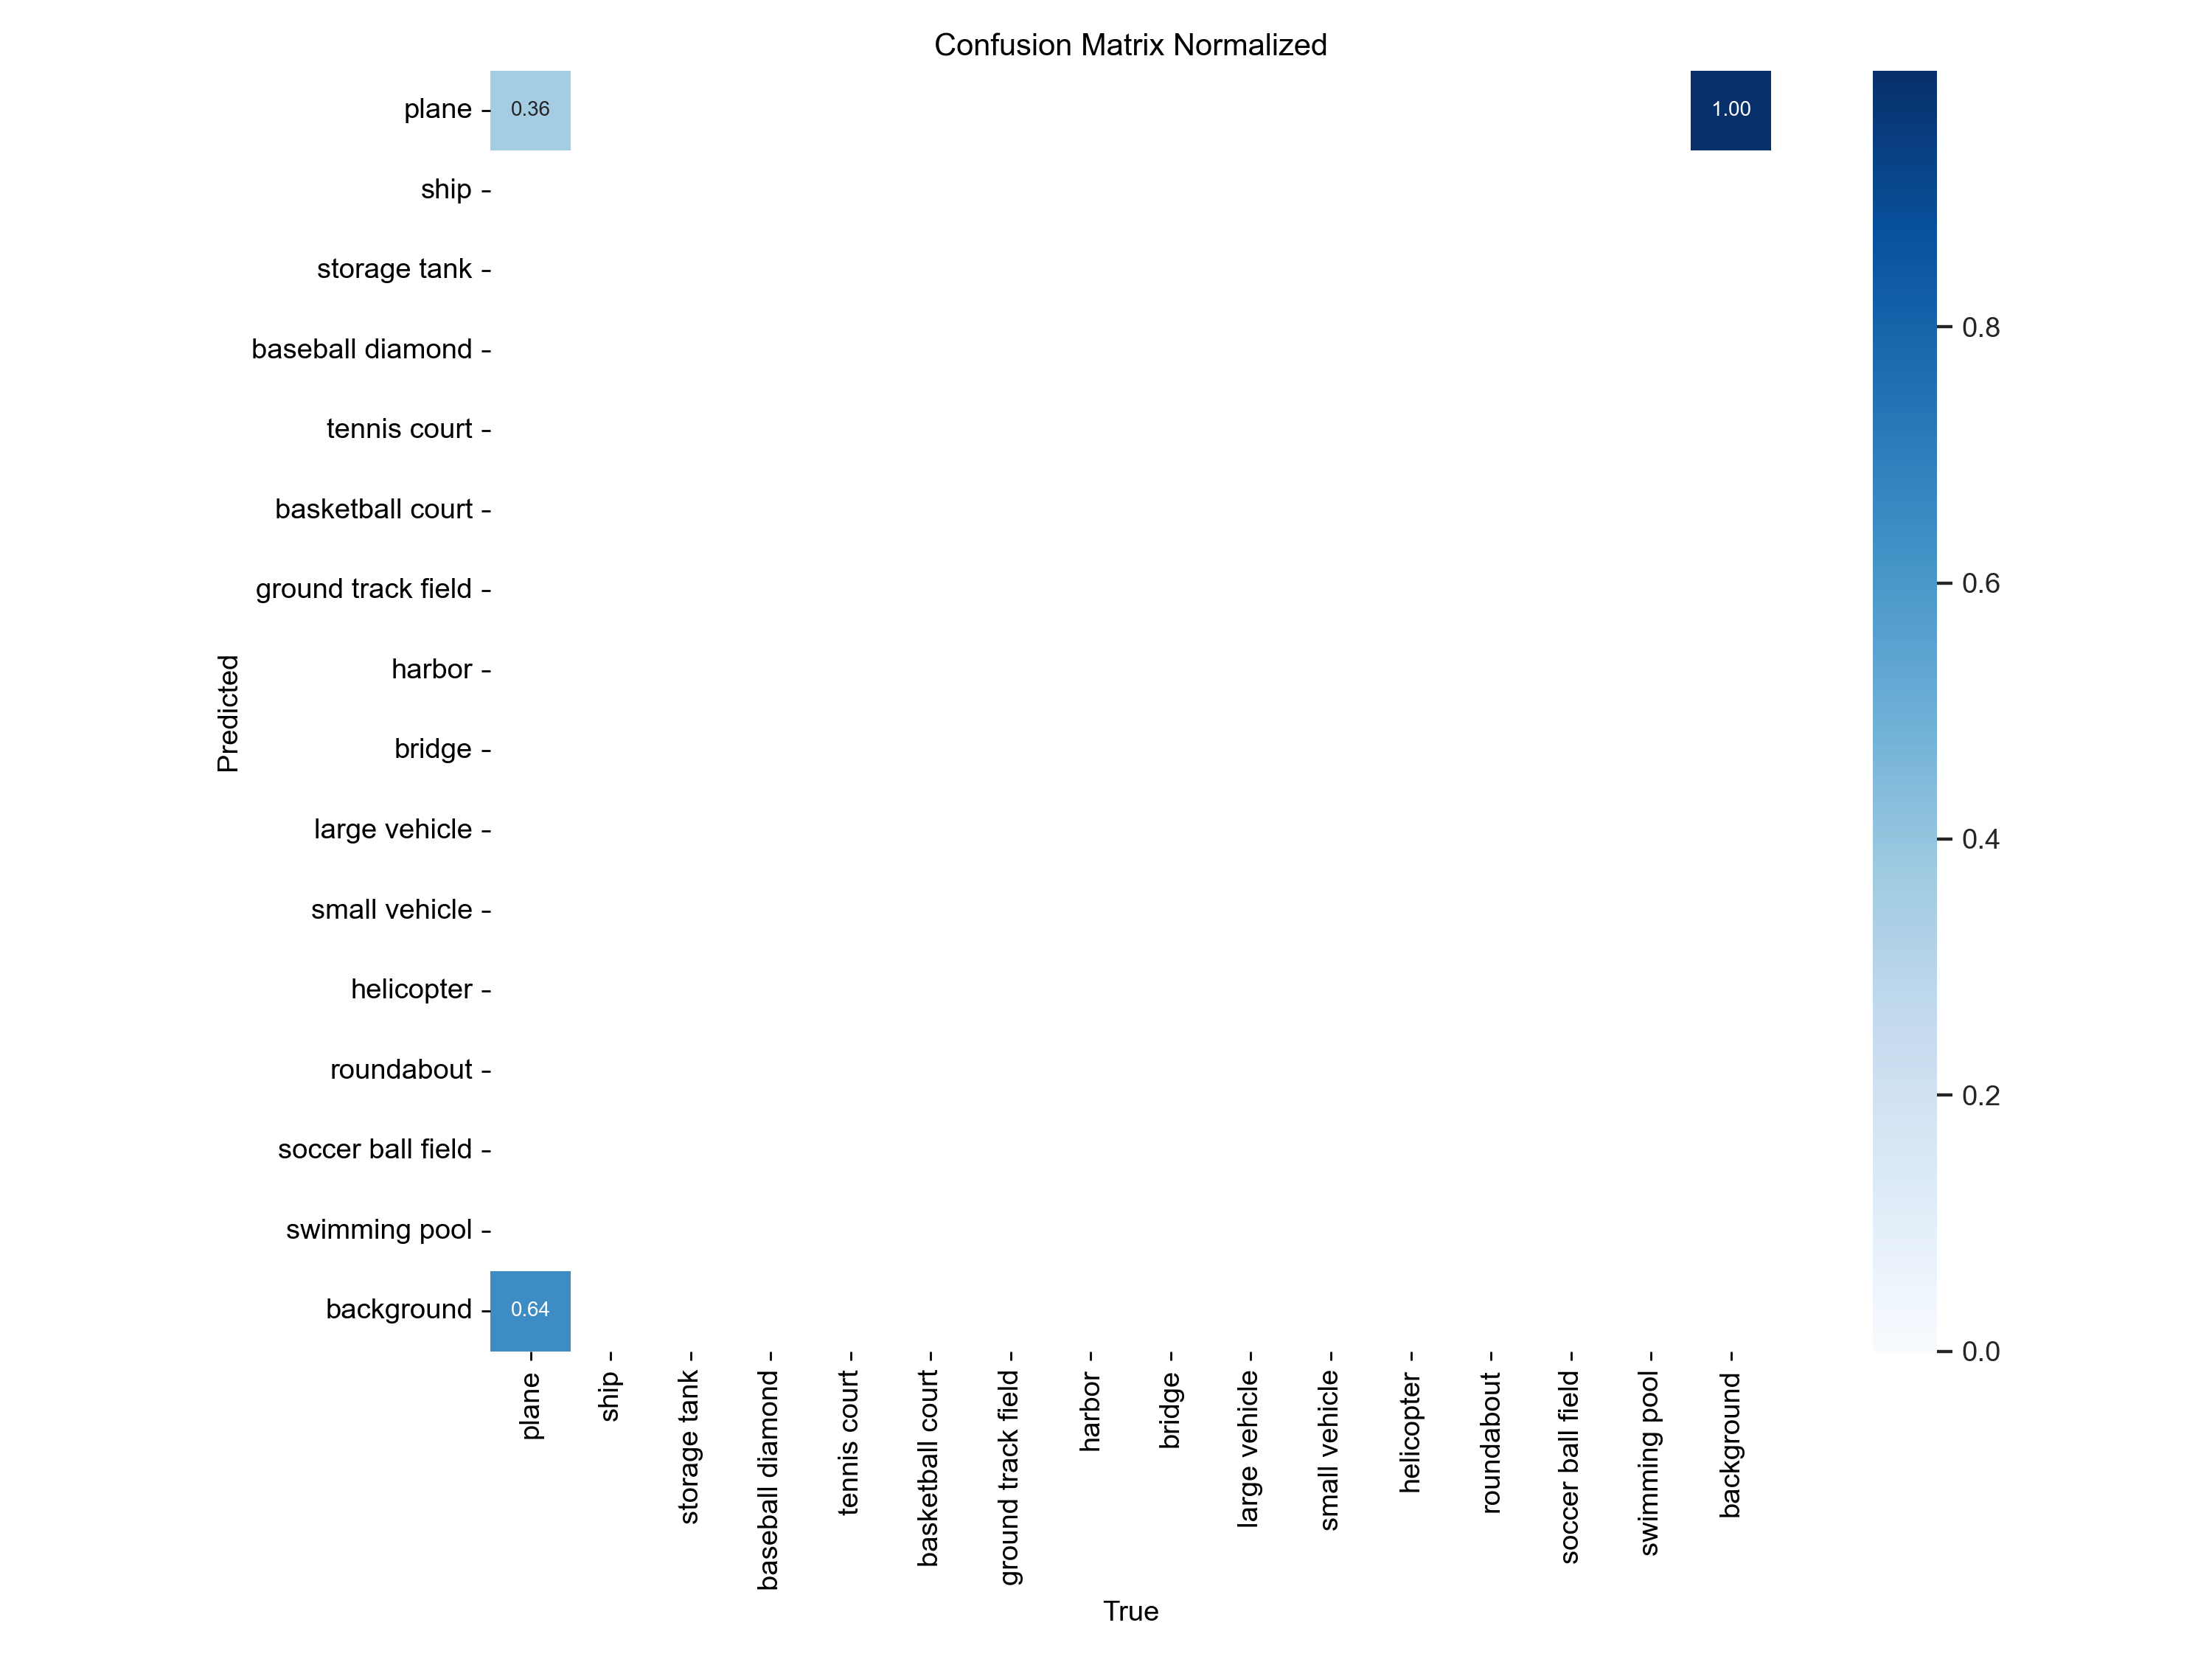 Confusion Matrix Normalized
plane
0.36
1.00
ship
storage tank
baseball diamond
tennis court
basketball court
ground track field
harbor
bridge
large vehicle
small vehicle
helicopter
roundabout
soccer ball field
swimming pool
background
0.64
Predicted
plane
ship
storage tank
baseball diamond
tennis court
basketball court
ground track field
harbor
bridge
large vehicle
small vehicle
helicopter
roundabout
soccer ball field
swimming pool
background
True
0.8
0.6
0.4
0.2
0.0